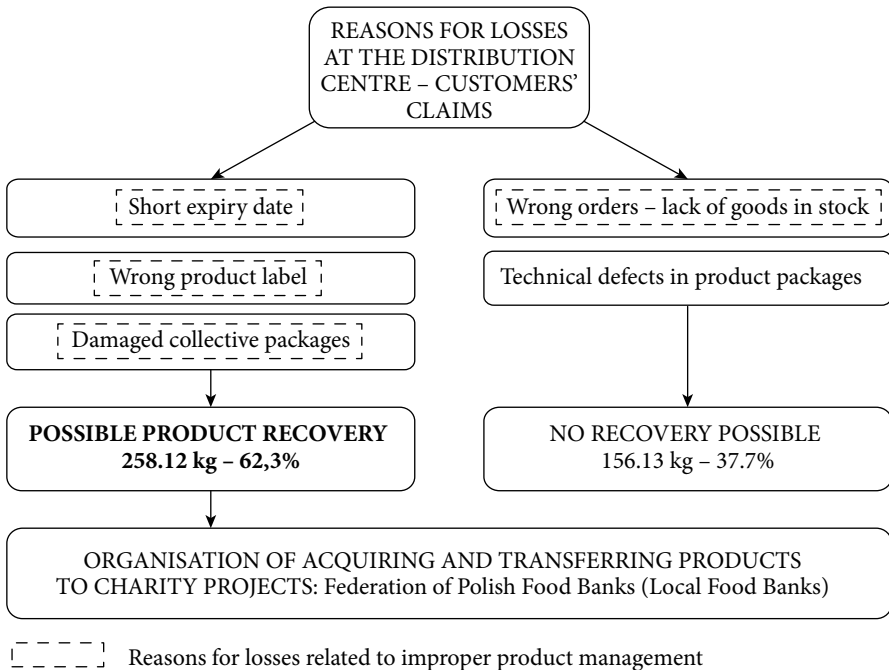 REASONS FOR LOSSES
AT THE DISTRIBUTION
CENTRE – CUSTOMERS’
CLAIMS
Short expiry date
Wrong product label
Damaged collective packages
Wrong orders – lack of goods in stock
Technical defects in product packages
POSSIBLE PRODUCT RECOVERY
258.12 kg – 62,3%
NO RECOVERY POSSIBLE
156.13 kg – 37.7%
ORGANISATION OF ACQUIRING AND TRANSFERRING PRODUCTS
TO CHARITY PROJECTS: Federation of Polish Food Banks (Local Food Banks)
Reasons for losses related to improper product management